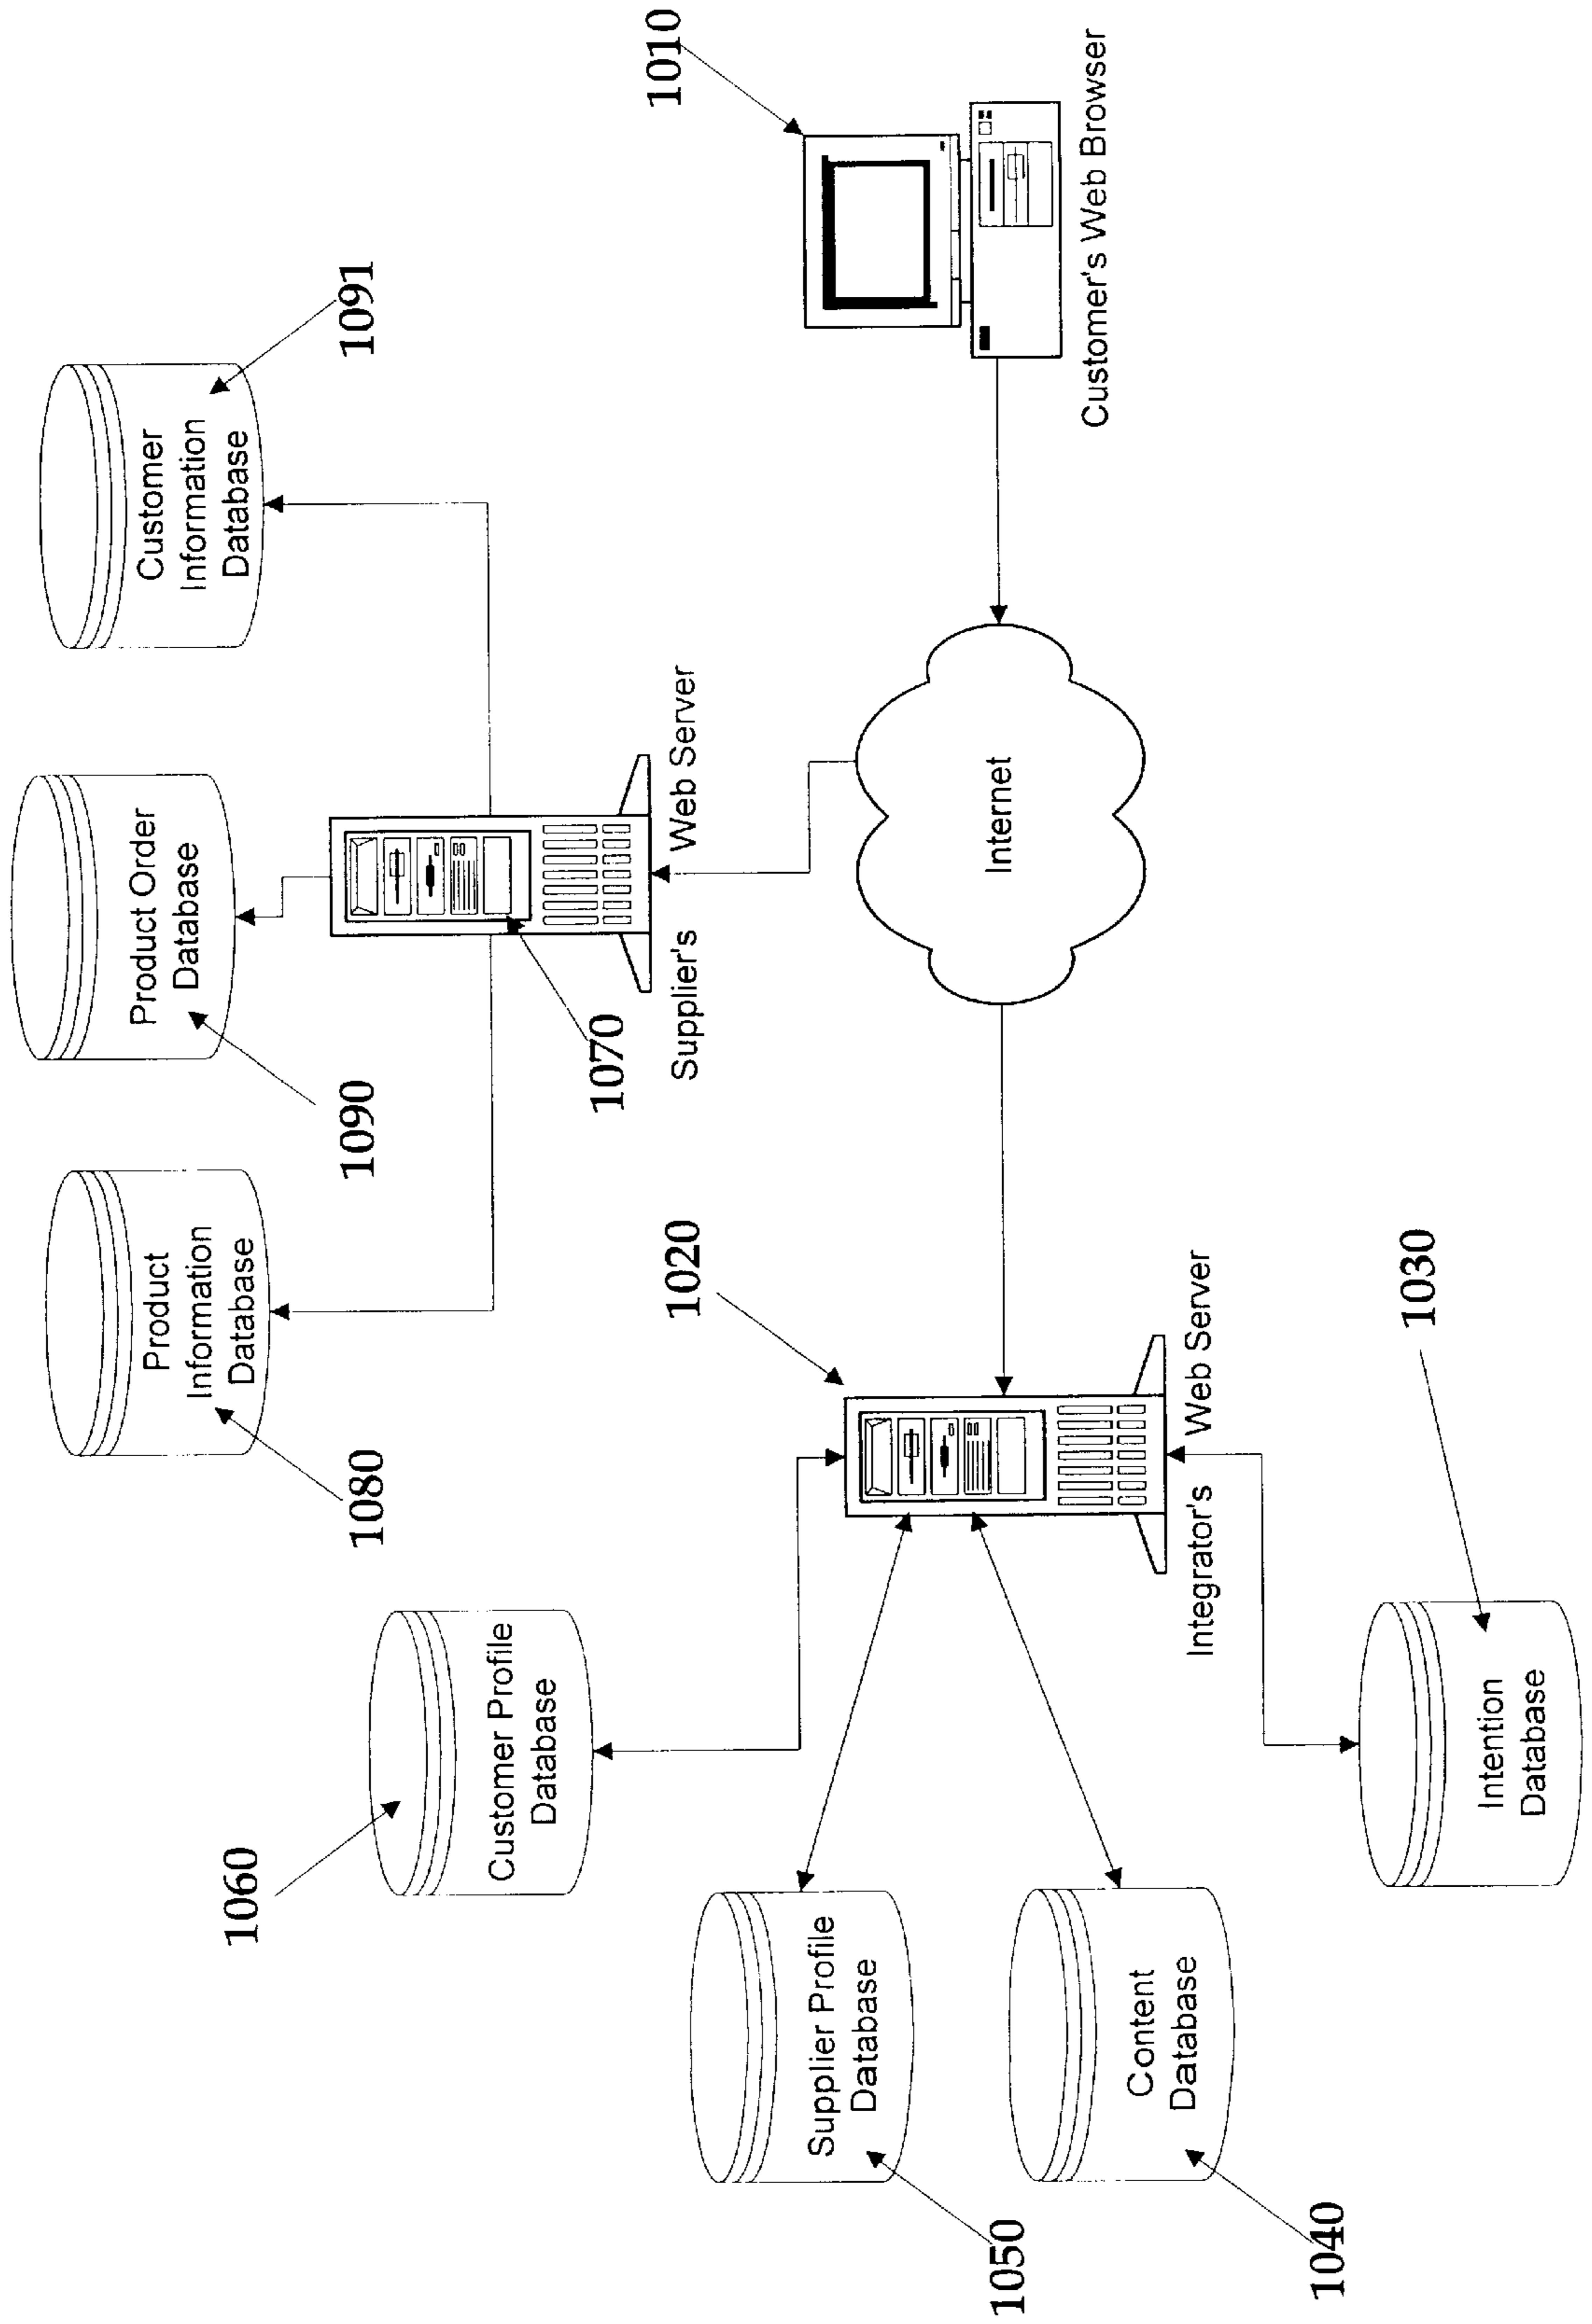 1080
Product
Information
Database
1090
Product Order
Database
1091
Customer
Information
Database
1060
Customer Profile
Database
1070
Supplier's
Web Server
1010
Customer's Web Browser
1050
Supplier Profile
Database
1020
Integrator's
Web Server
Internet
1040
Content
Database
1030
Intention
Database